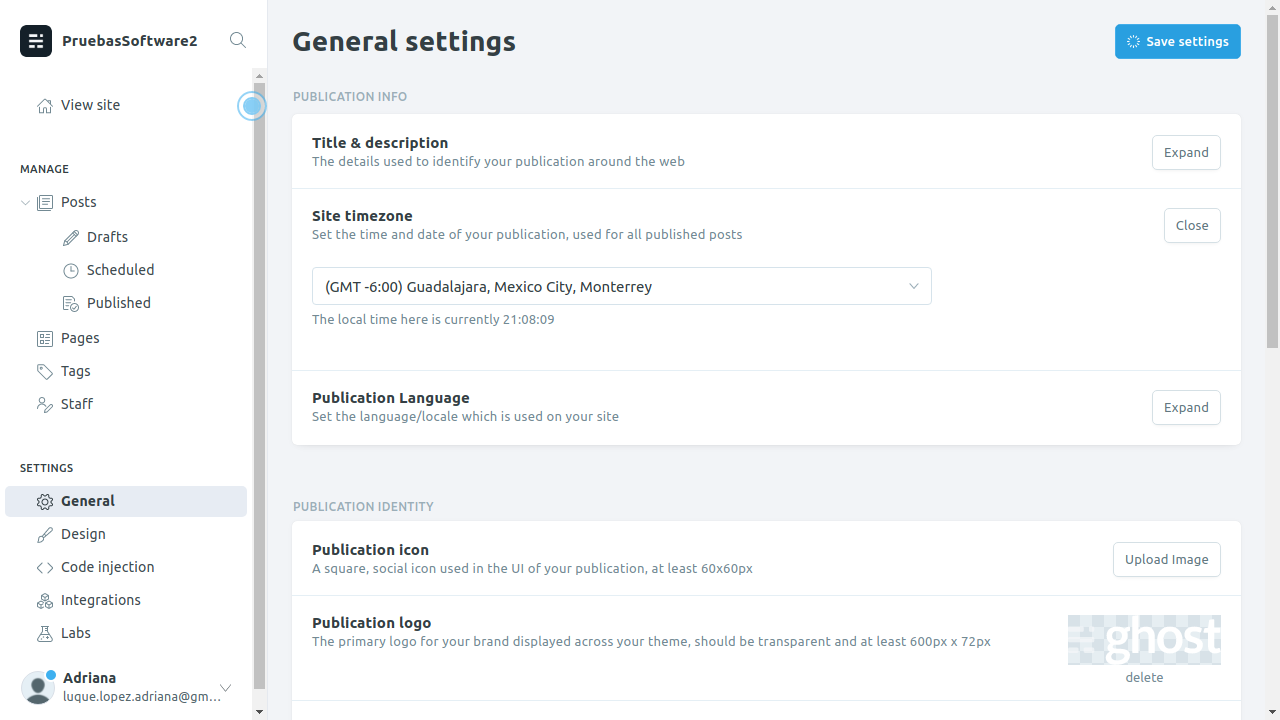 PruebasSoftware2
View site
MANAGE
Posts
Drafts
Scheduled
Published
Pages
Tags
Staff
SETTINGS
General
Design
Code injection
Integrations
Labs
Adriana
luque.lopez.adriana@gm...
General settings
Save settings
PUBLICATION INFO
Title & description
The details used to identify your publication around the web
Expand
Site timezone
Set the time and date of your publication, used for all published posts
Close
(GMT -6:00) Guadalajara, Mexico City, Monterrey
The local time here is currently 21:08:09
Publication Language
Set the language/locale which is used on your site
Expand
PUBLICATION IDENTITY
Publication icon
A square, social icon used in the UI of your publication, at least 60x60px
Upload Image
Publication logo
The primary logo for your brand displayed across your theme, should be transparent and at least 600px x 72px
ghost
delete